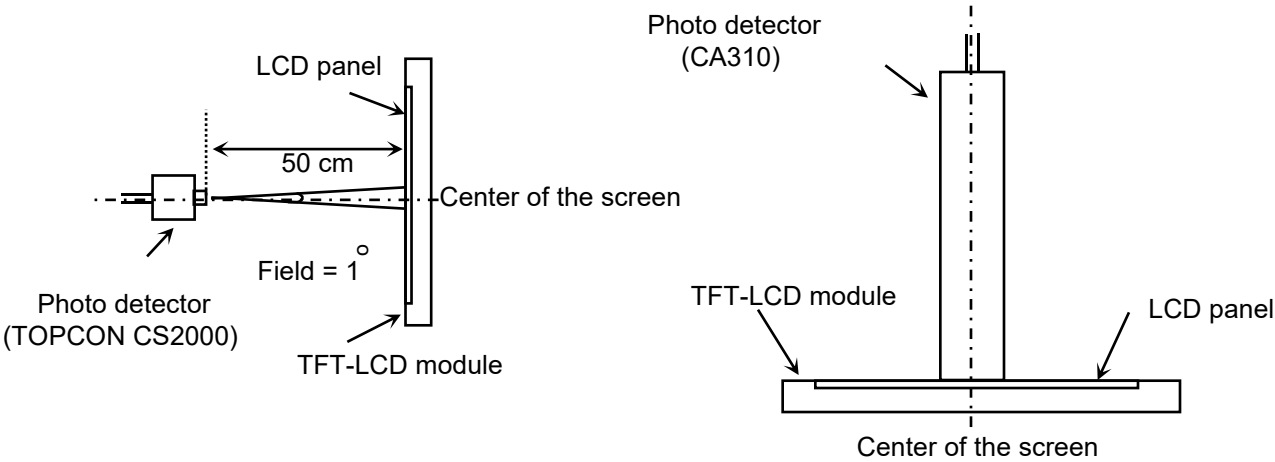 LCD panel
50 cm
Center of the screen
Field = 1o
Photo detector
(TOPCON CS2000)
TFT-LCD module
Photo detector
(CA310)
TFT-LCD module
LCD panel
Center of the screen